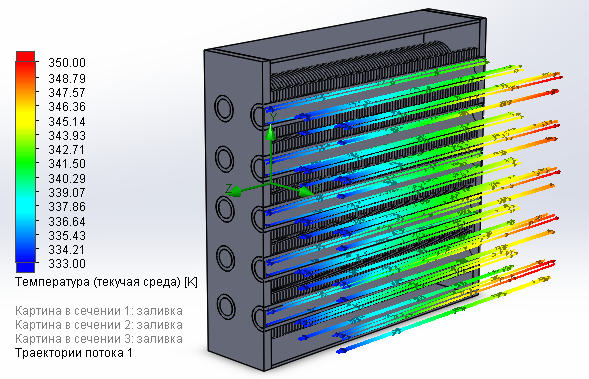 350.00
348.79
347.57
346.36
345.14
343.93
342.71
341.50
340.29
339.07
337.86
336.64
335.43
334.21
333.00
Температура (текучая среда) [K]
Картина в сечении 1: заливка
Картина в сечении 2: заливка
Картина в сечении 3: заливка
Траектории потока 1
Y
Z